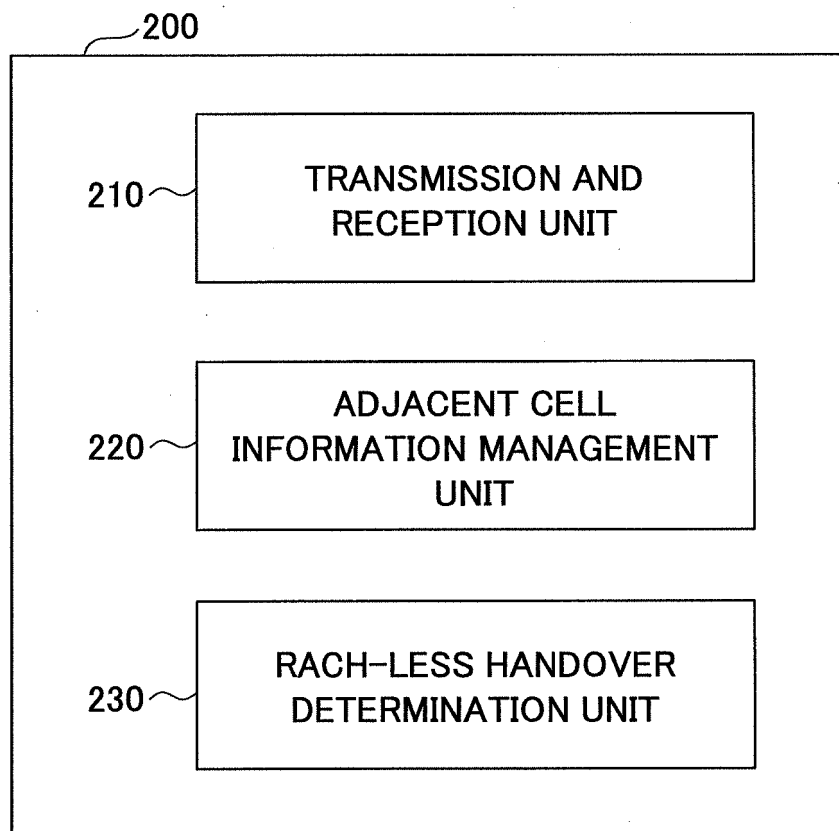 200
210
TRANSMISSION AND
RECEPTION UNIT
220
ADJACENT CELL
INFORMATION MANAGEMENT
UNIT
230
RACH-LESS HANDOVER
DETERMINATION UNIT